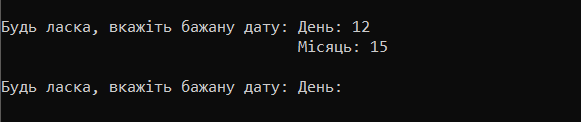 Будь ласка, вкажіть бажану дату: День: 12
Місяць: 15
Будь ласка, вкажіть бажану дату: День: